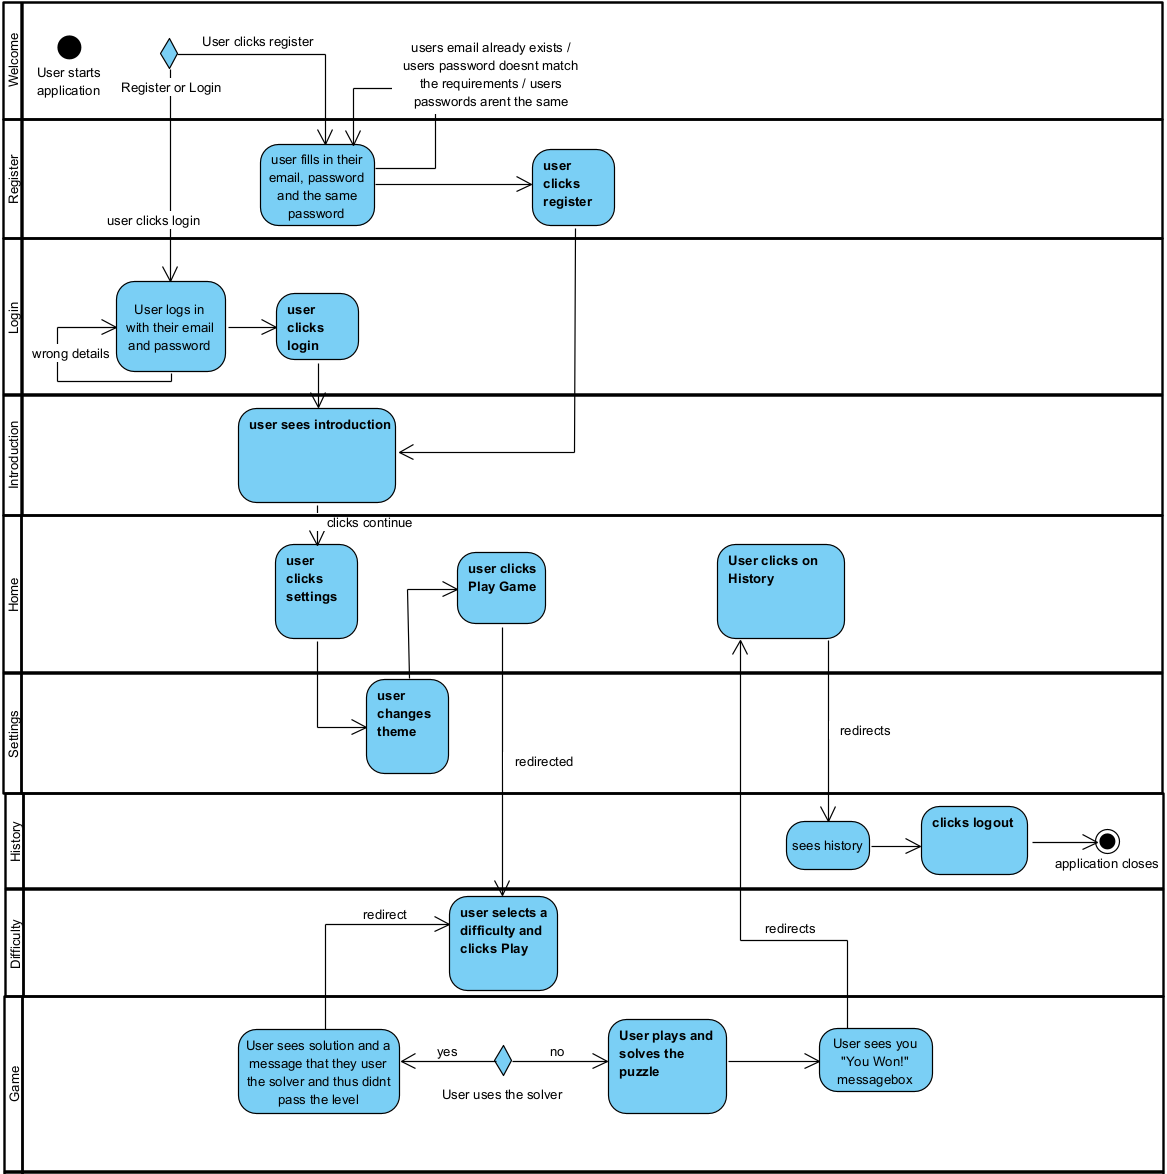 Welcome
User starts
application
Register or Login
User clicks register
users email already exists /
users password doesnt match
the requirements / users
passwords arent the same
Register
user fills in their
email, password
and the same
password
user
clicks
register
user clicks login
Login
User logs in
with their email
and password
wrong details
user
clicks
login
Introduction
user sees introduction
clicks continue
Home
user
clicks
settings
user clicks
Play Game
User clicks on
History
Settings
user
changes
theme
redirected
redirects
History
sees history
clicks logout
application closes
Difficulty
redirect
user selects a
difficulty and
clicks Play
redirects
Game
User sees solution and a
message that they user
the solver and thus didnt
pass the level
yes
no
User uses the solver
User plays and
solves the
puzzle
User sees you
"You Won!"
messagebox